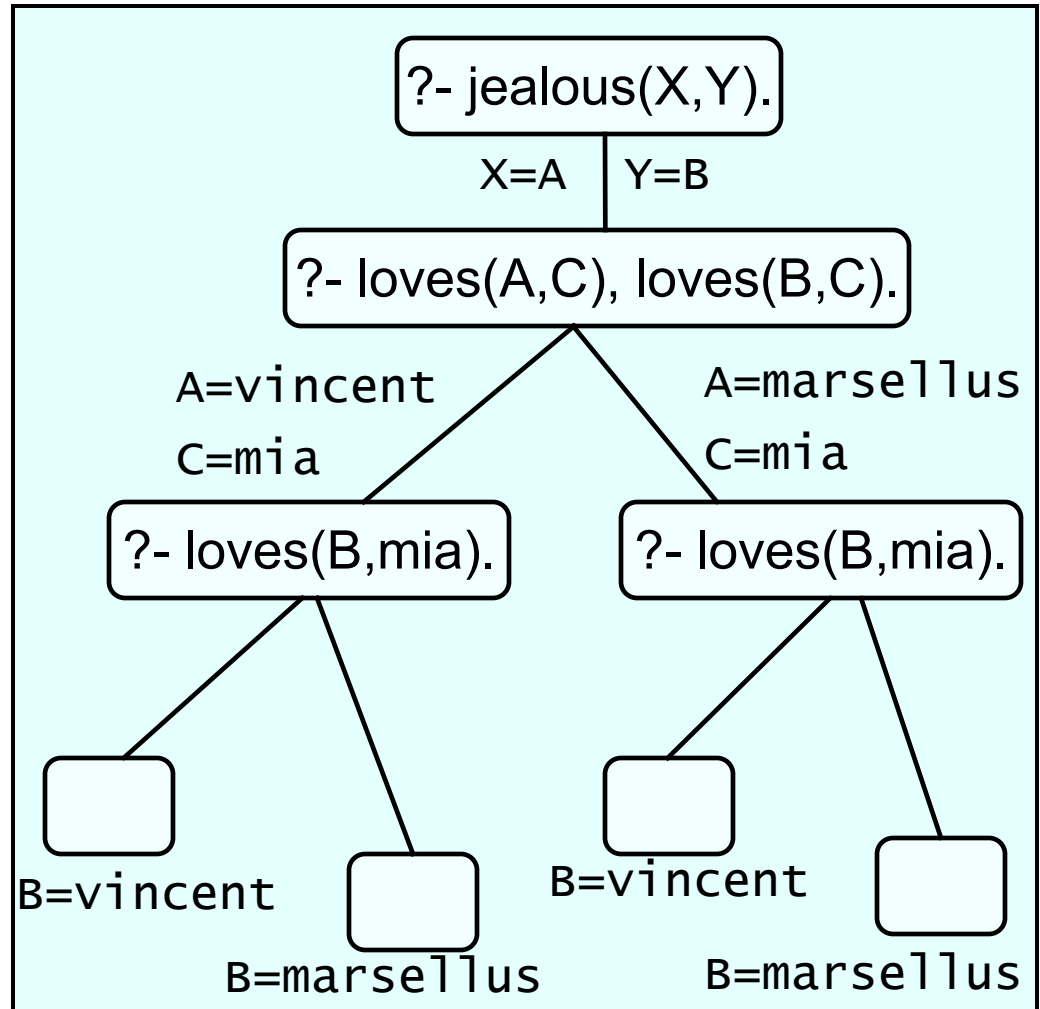 ?- jealous(X,Y).
X=A Y=B
?- loves(A,C), loves(B,C).
A=vincent
C=mia
A=marsellus
C=mia
?- loves(B,mia).
?- loves(B,mia).
B=vincent
B=marsellus
B=vincent
B=marsellus